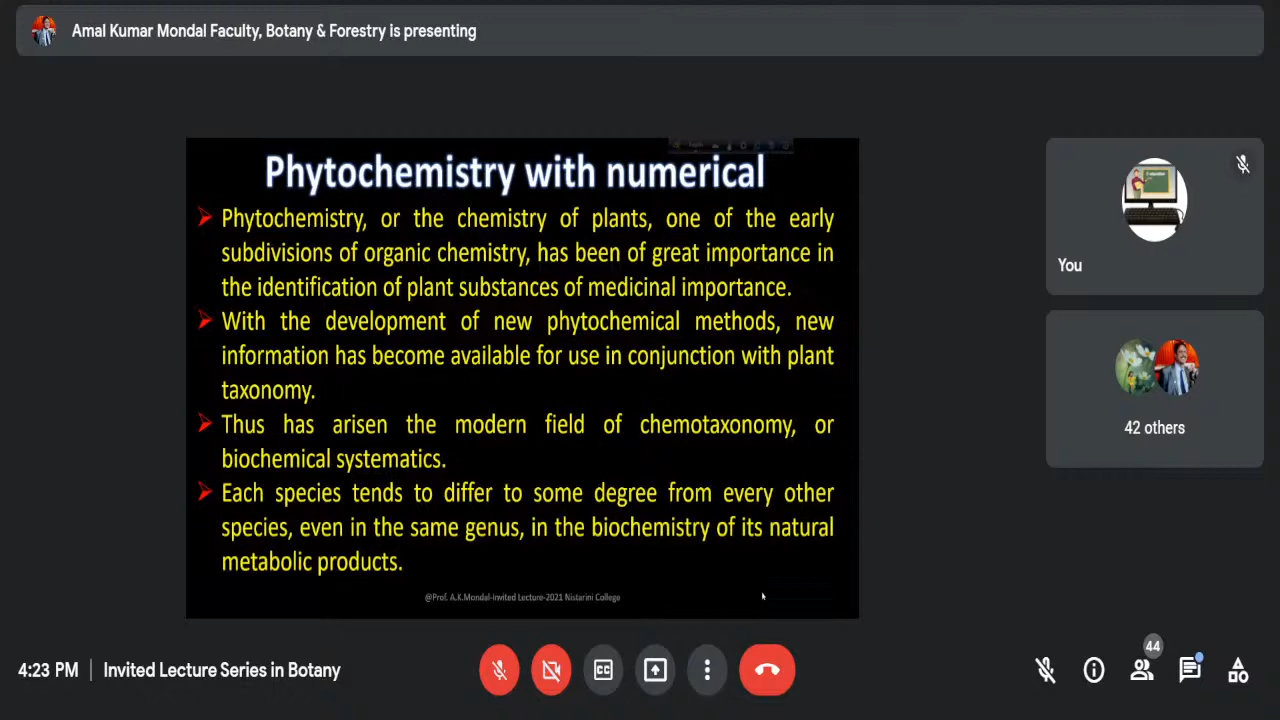 Amal Kumar Mondal Faculty, Botany & Forestry is presenting
Phytochemistry with numerical
Phytochemistry, or the chemistry of plants, one of the early
subdivisions of organic chemistry, has been of great importance in
the identification of plant substances of medicinal importance.
With the development of new phytochemical methods, new
information has become available for use in conjunction with plant
taxonomy.
Thus has arisen the modern field of chemotaxonomy, or
biochemical systematics.
Each species tends to differ to some degree from every other
species, even in the same genus, in the biochemistry of its natural
metabolic products.
@Prof. A.K.Mondal-Invited Lecture-2021 Nistarini College
You
42 others
4:23 PM | Invited Lecture Series in Botany
CC
44